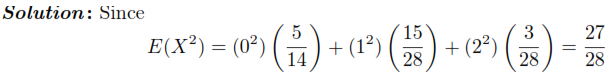 Solution: Since
E(X²) = (0²) (5/14) + (1²) (15/28) + (2²) (3/28) = 27/28